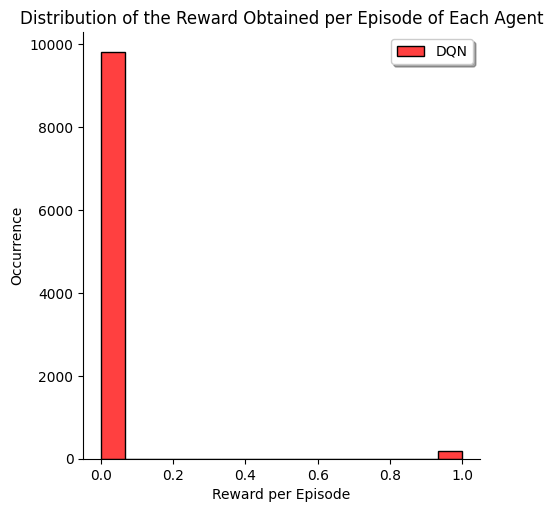 Distribution of the Reward Obtained per Episode of Each Agent
DQN
10000
8000
6000
4000
2000
0
Occurrence
0.0 0.2 0.4 0.6 0.8 1.0
Reward per Episode